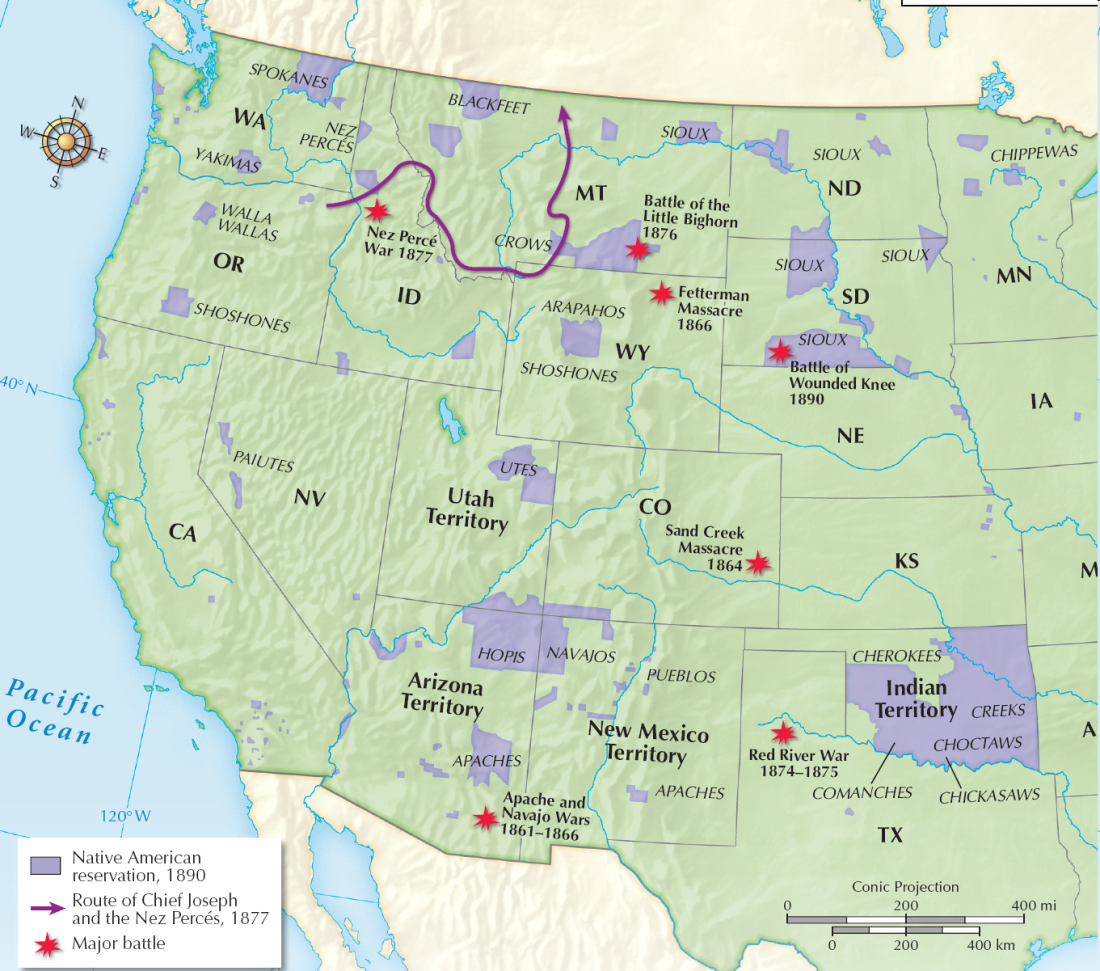 N
W
E
S
SPOKANES
WA
NEZ
PERCÉS
YAKIMAS
BLACKFEET
SIOUX
SIOUX
ND
CHIPPEWAS
MT
WALLA
WALLAS
OR
Nez Percé
War 1877
CROWS
Battle of the
Little Bighorn
1876
SIOUX
SIOUX
SD
MN
ID
SHOSHONES
ARAPAHOS
Fetterman
Massacre
1866
WY
SHOSHONES
SIOUX
Battle of
Wounded Knee
1890
IA
40°N
NE
PAIUTES
NV
UTES
Utah
Territory
CA
CO
Sand Creek
Massacre
1864
KS
M
HOPIS
NAVAJOS
PUEBLOS
CHEROKEES
Indian
Territory
CREEKS
CHOCTAWS
Arizona
Territory
New Mexico
Territory
A
Pacific
Ocean
APACHES
Red River War
1874–1875
COMANCHES
CHICKASAWS
APACHES
Apache and
Navajo Wars
1861–1866
TX
120°W
Native American
reservation, 1890
Route of Chief Joseph
and the Nez Percés, 1877
Major battle
Conic Projection
0 200 400 mi
0 200 400 km